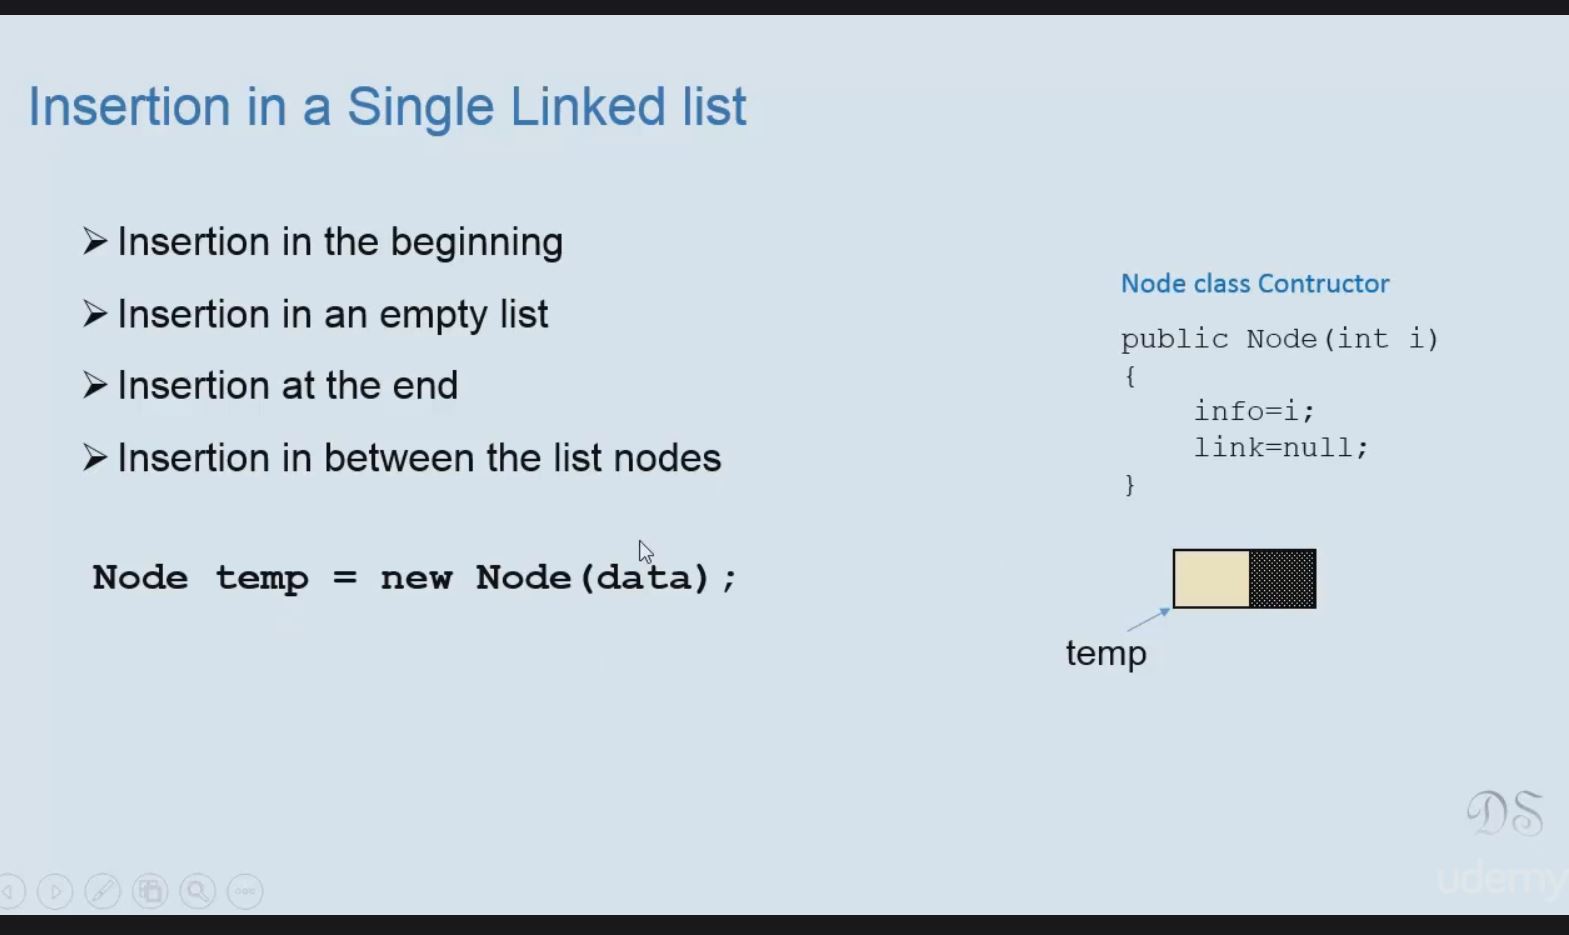 Insertion in a Single Linked list
➢ Insertion in the beginning
➢ Insertion in an empty list
➢ Insertion at the end
➢ Insertion in between the list nodes
Node temp = new Node(data);
Node class Contructor
public Node(int i)
{
info=i;
link=null;
}
temp
DS
udemy